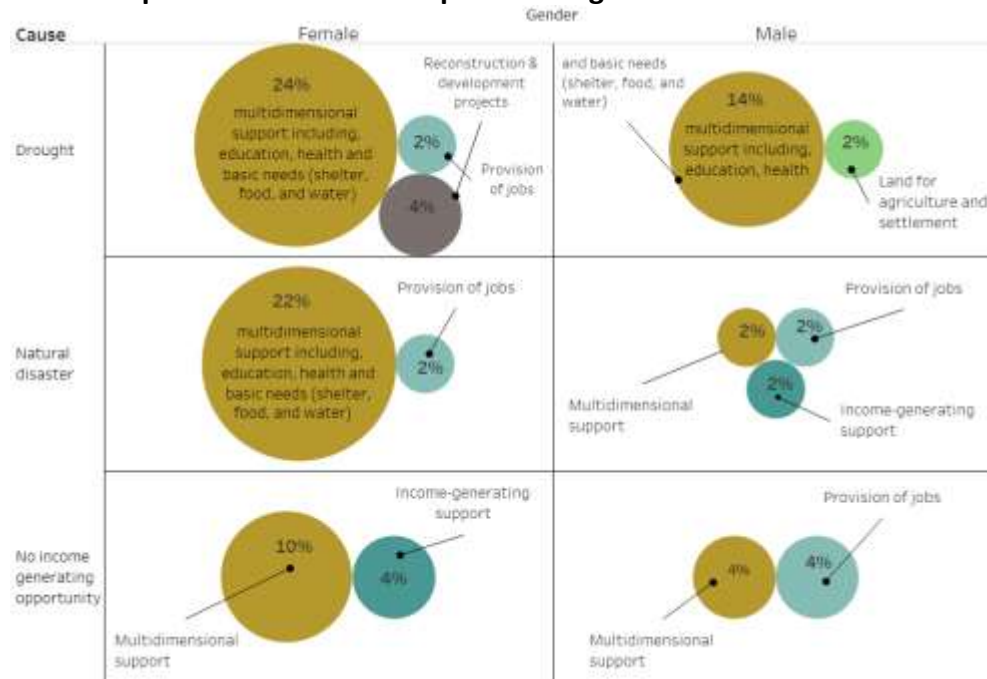 Gender
Cause
Female
Male
Drought
24%
multidimensional
support including,
education, health and
basic needs (shelter,
food, and water)
Reconstruction &
development
projects
2%
Provision
of jobs
4%
and basic needs
(shelter, food, and
water)
14%
multidimensional
support including,
education, health
2%
Land for
agriculture and
settlement
Natural
disaster
22%
multidimensional
support including,
education, health and
basic needs (shelter,
food, and water)
Provision of jobs
2%
2%
2%
Provision of jobs
2%
Multidimensional
support
Income-generating
support
No income
generating
opportunity
10%
Multidimensional
support
Income-generating
support
4%
4%
Multidimensional
support
Provision of jobs
4%